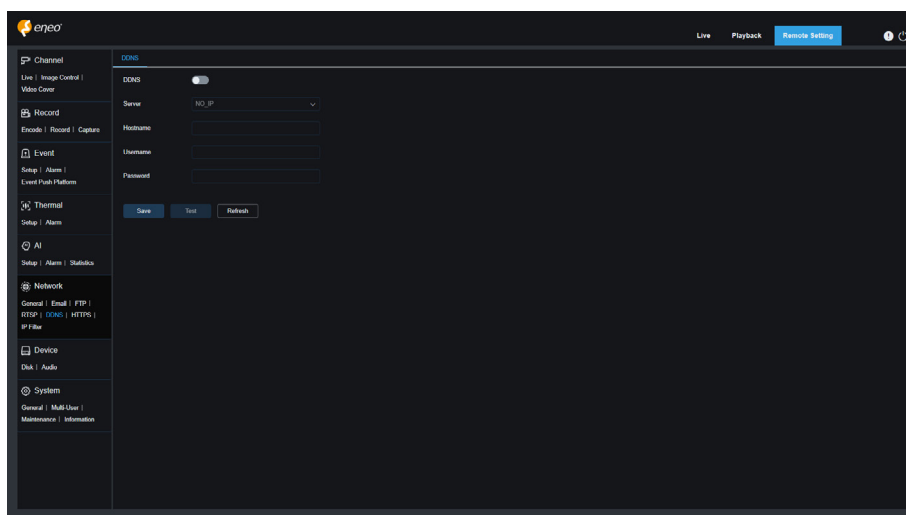 eneo
Live Playback Remote Setting
Channel
Live | Image Control |
Video Cover
Record
Encode | Record | Capture
Event
Setup | Alarm |
Event Push Platform
Thermal
Setup | Alarm
AI
Setup | Alarm | Statistics
Network
General | Email | FTP |
RTSP | DDNS | HTTPS |
IP Filter
Device
Disk | Audio
System
General | Multi-User |
Maintenance | Information
DDNS
DDNS
Server NO_IP
Hostname
Username
Password
Save Test Refresh